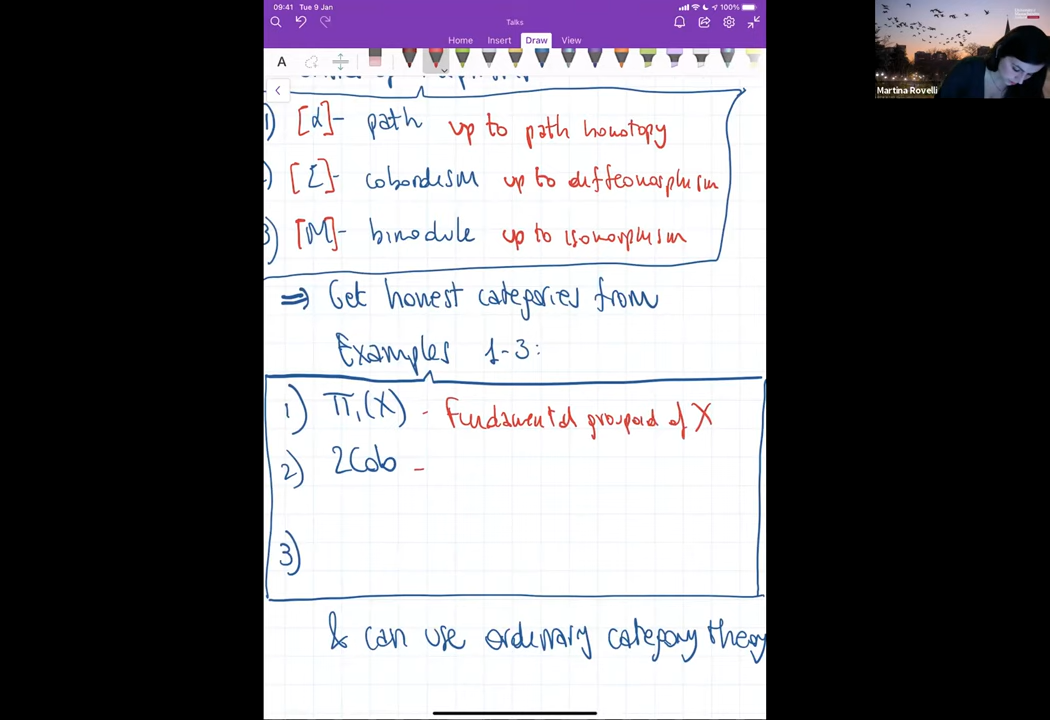 09:41 Tue 9 Jan
100%
Talks
Home Insert Draw View
A
Martina Rovelli
1) [α]- path up to path homotopy
2) [Σ]- cobordism up to diffeomorphism
3) [M]- bimodule up to isomorphism
⇒ Get honest categories from
Examples 1-3:
1) Π₁(X) - Fundamental groupoid of X
2) 2Cob -
3)
& can use ordinary category theory